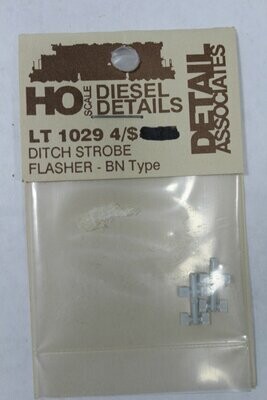 HO SCALE DIESEL DETAILS
DETAIL ASSOCIATES
LT 1029 4/$
DITCH STROBE
FLASHER - BN Type